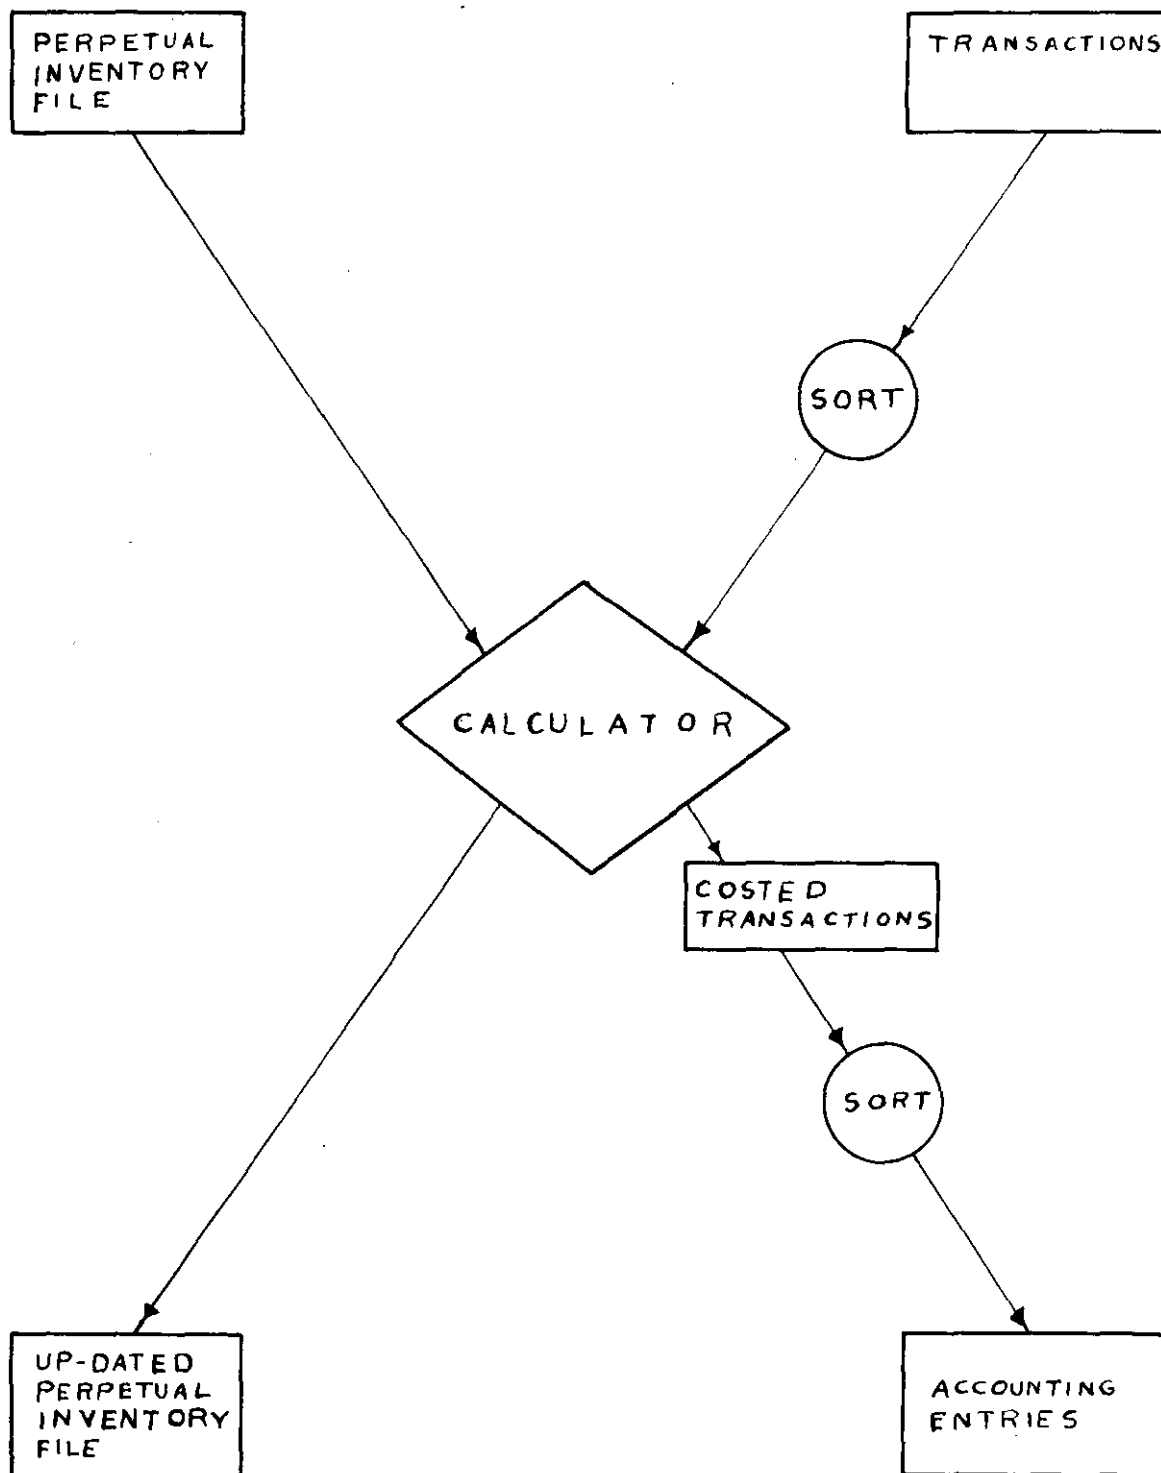 PERPETUAL
INVENTORY
FILE
TRANSACTIONS
SORT
CALCULATOR
COSTED
TRANSACTIONS
SORT
UP-DATED
PERPETUAL
INVENTORY
FILE
ACCOUNTING
ENTRIES